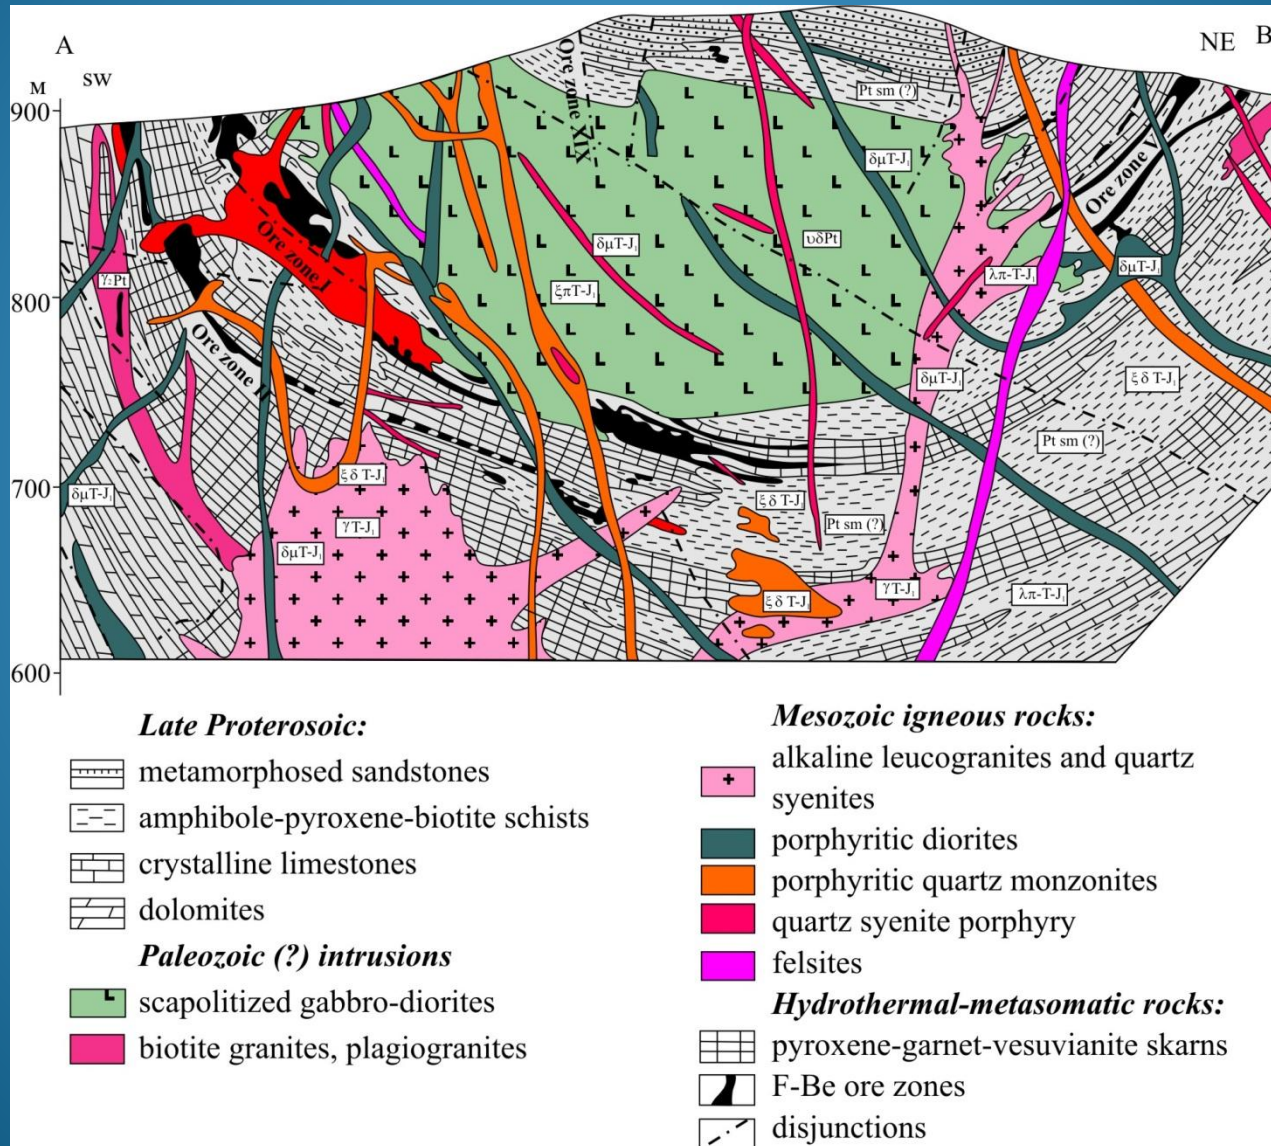 A
SW
NE
B
M
900
800
700
600
Ore zone XIX
Pt sm (?)
δμT-J₁
Ore zone V
Ore zone I
γ₂Pt
δμT-J₁
υδPt
λπ-T-J₁
δμT-J₁
ξπT-J₁
Ore zone II
δμT-J₁
ξδ T-J₁
Pt sm (?)
δμT-J₁
ξδ T-J₁
ξδ T-J
γT-J₁
Pt sm (?)
δμT-J₁
ξδ T-J₁
γT-J₁
λπ-T-J₁
Late Proterosoic:
metamorphosed sandstones
amphibole-pyroxene-biotite schists
crystalline limestones
dolomites
Paleozoic (?) intrusions
scapolitized gabbro-diorites
biotite granites, plagiogranites
Mesozoic igneous rocks:
alkaline leucogranites and quartz
syenites
porphyritic diorites
porphyritic quartz monzonites
quartz syenite porphyry
felsites
Hydrothermal-metasomatic rocks:
pyroxene-garnet-vesuvianite skarns
F-Be ore zones
disjunctions